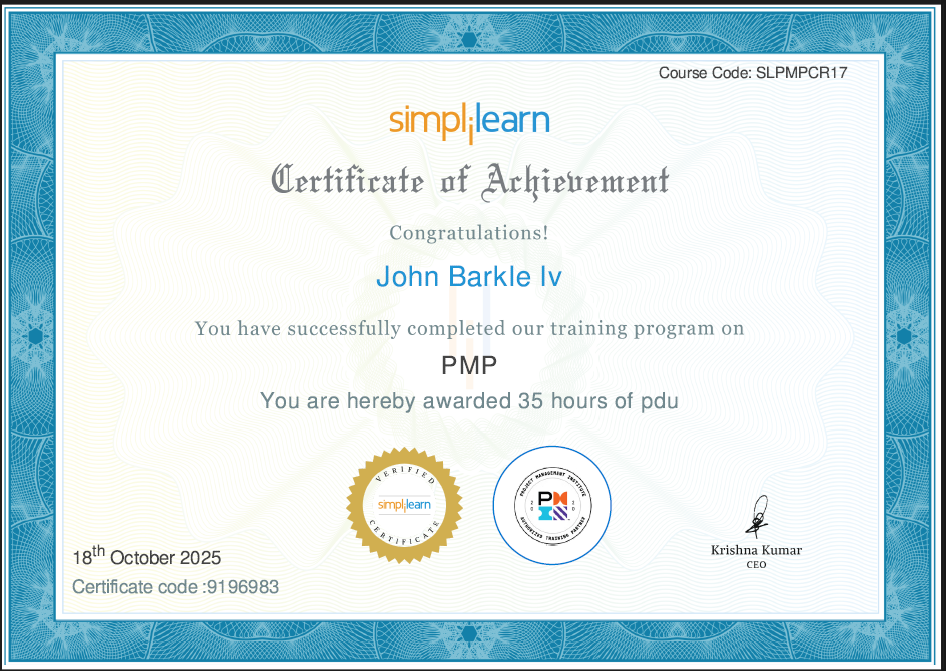 Course Code: SLPMPCR17
simplilearn
Certificate of Achievement
Congratulations!
John Barkle Iv
You have successfully completed our training program on
PMP
You are hereby awarded 35 hours of pdu
VERIFIED
simplilearn
CERTIFICATE
PROJECT MANAGEMENT INSTITUTE
PMI
AUTHORIZED TRAINING PARTNER
Krishna Kumar
CEO
18th October 2025
Certificate code :9196983